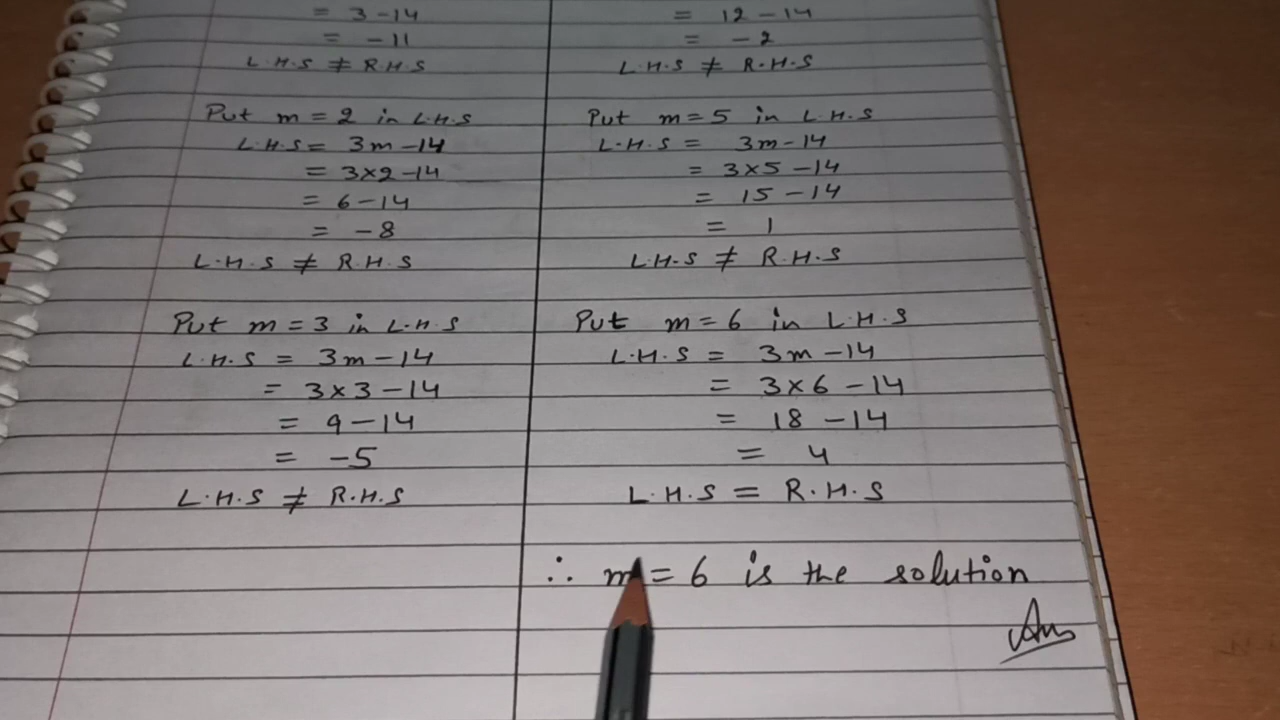 = 3-14
= -11
L.H.S ≠ R.H.S
Put m = 2 in L.H.S
L.H.S = 3m - 14
= 3×2-14
= 6-14
= -8
L.H.S ≠ R.H.S
Put m = 3 in L.H.S
L.H.S = 3m - 14
= 3×3-14
= 9-14
= -5
L.H.S ≠ R.H.S
= 12-14
= -2
L.H.S ≠ R.H.S
Put m = 5 in L.H.S
L.H.S = 3m-14
= 3×5-14
= 15-14
= 1
L.H.S ≠ R.H.S
Put m = 6 in L.H.S
L.H.S = 3m-14
= 3×6-14
= 18-14
= 4
L.H.S = R.H.S
∴ m = 6 is the solution
Ans